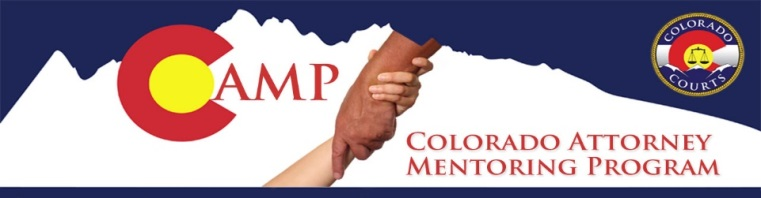 CAMP
COLORADO
COURTS
COLORADO ATTORNEY
MENTORING PROGRAM